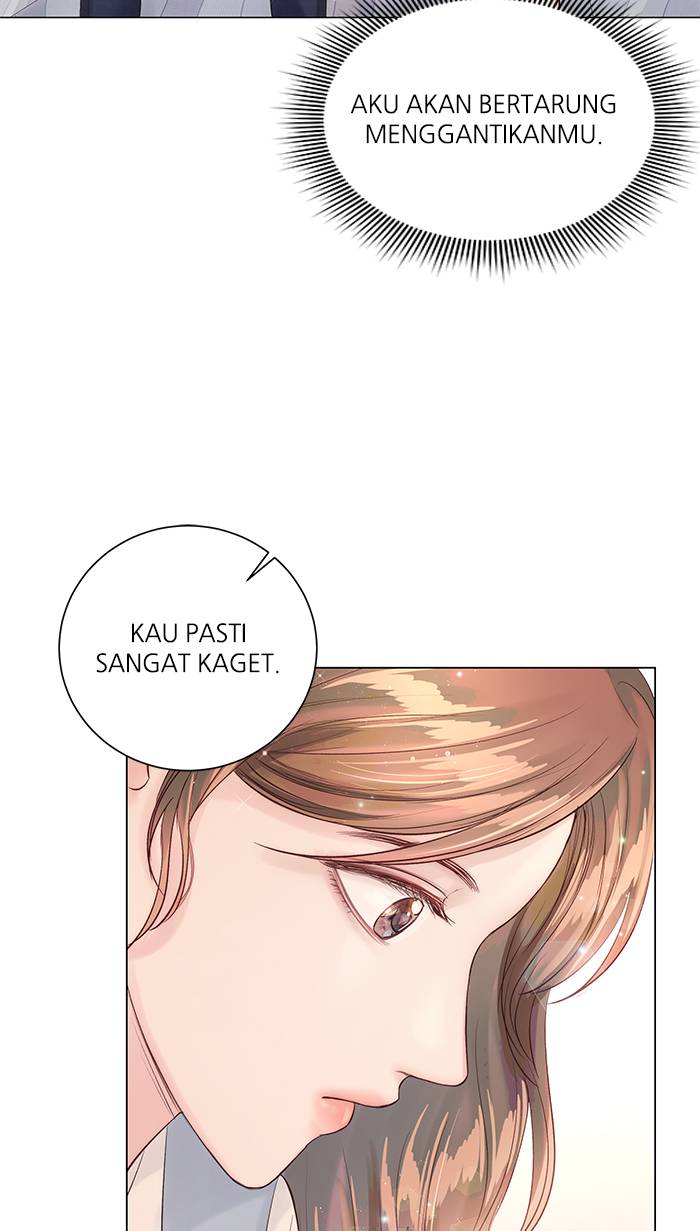 AKU AKAN BERTARUNG
MENGGANTIKANMU.
KAU PASTI
SANGAT KAGET.